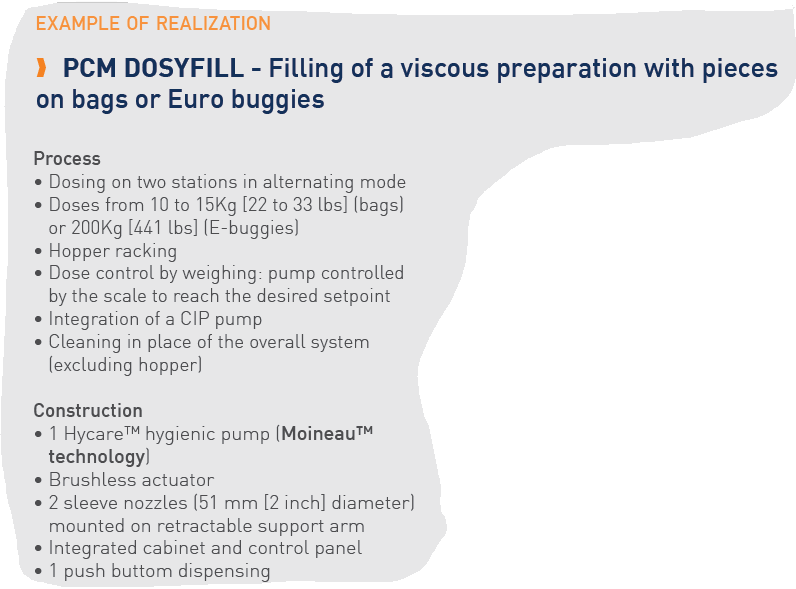 EXAMPLE OF REALIZATION
❱ PCM DOSYFILL - Filling of a viscous preparation with pieces
on bags or Euro buggies
Process
• Dosing on two stations in alternating mode
• Doses from 10 to 15Kg [22 to 33 lbs] (bags)
or 200Kg [441 lbs] (E-buggies)
• Hopper racking
• Dose control by weighing: pump controlled
by the scale to reach the desired setpoint
• Integration of a CIP pump
• Cleaning in place of the overall system
(excluding hopper)
Construction
• 1 Hycare™ hygienic pump (Moineau™
technology)
• Brushless actuator
• 2 sleeve nozzles (51 mm [2 inch] diameter)
mounted on retractable support arm
• Integrated cabinet and control panel
• 1 push buttom dispensing